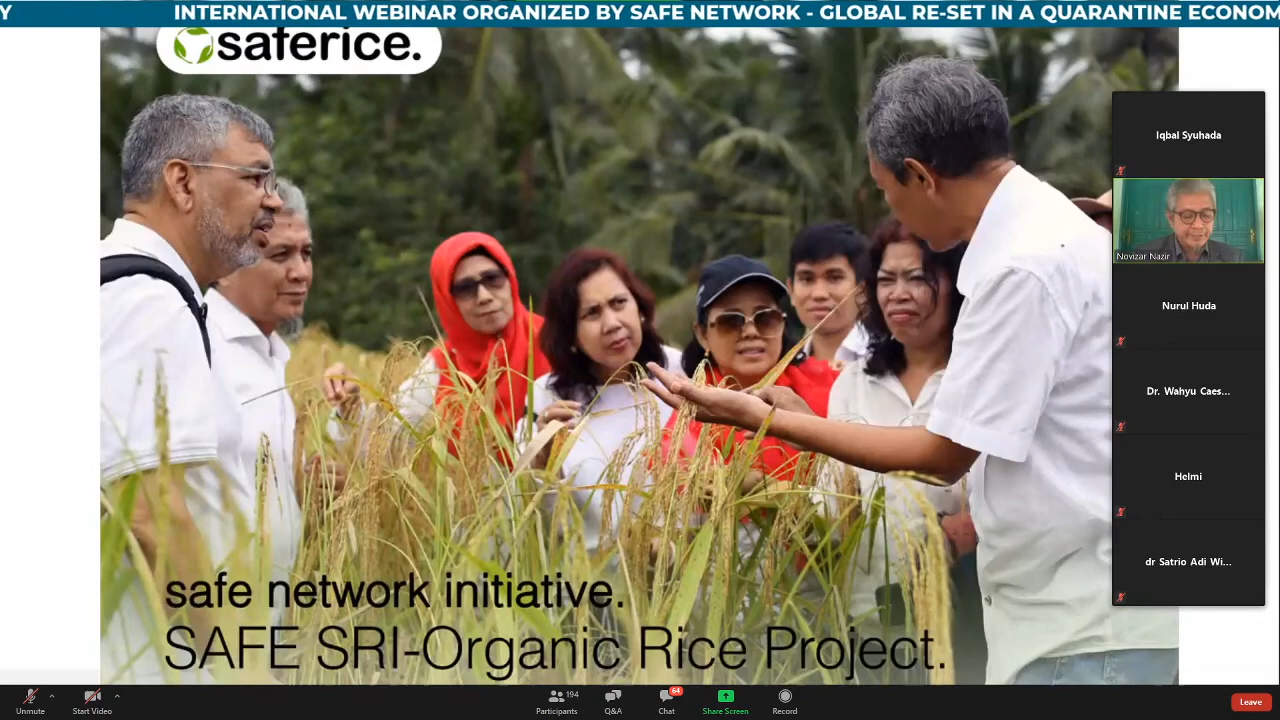 Y INTERNATIONAL WEBINAR ORGANIZED BY SAFE NETWORK - GLOBAL RE-SET IN A QUARANTINE ECONOM
saferice.
Iqbal Syuhada
Novizar Nazir
Nurul Huda
Dr. Wahyu Caes...
Helmi
dr Satrio Adi Wi...
safe network initiative.
SAFE SRI-Organic Rice Project.
Unmute
Start Video
194
Participants
Q&A
64
Chat
Share Screen
Record
Leave